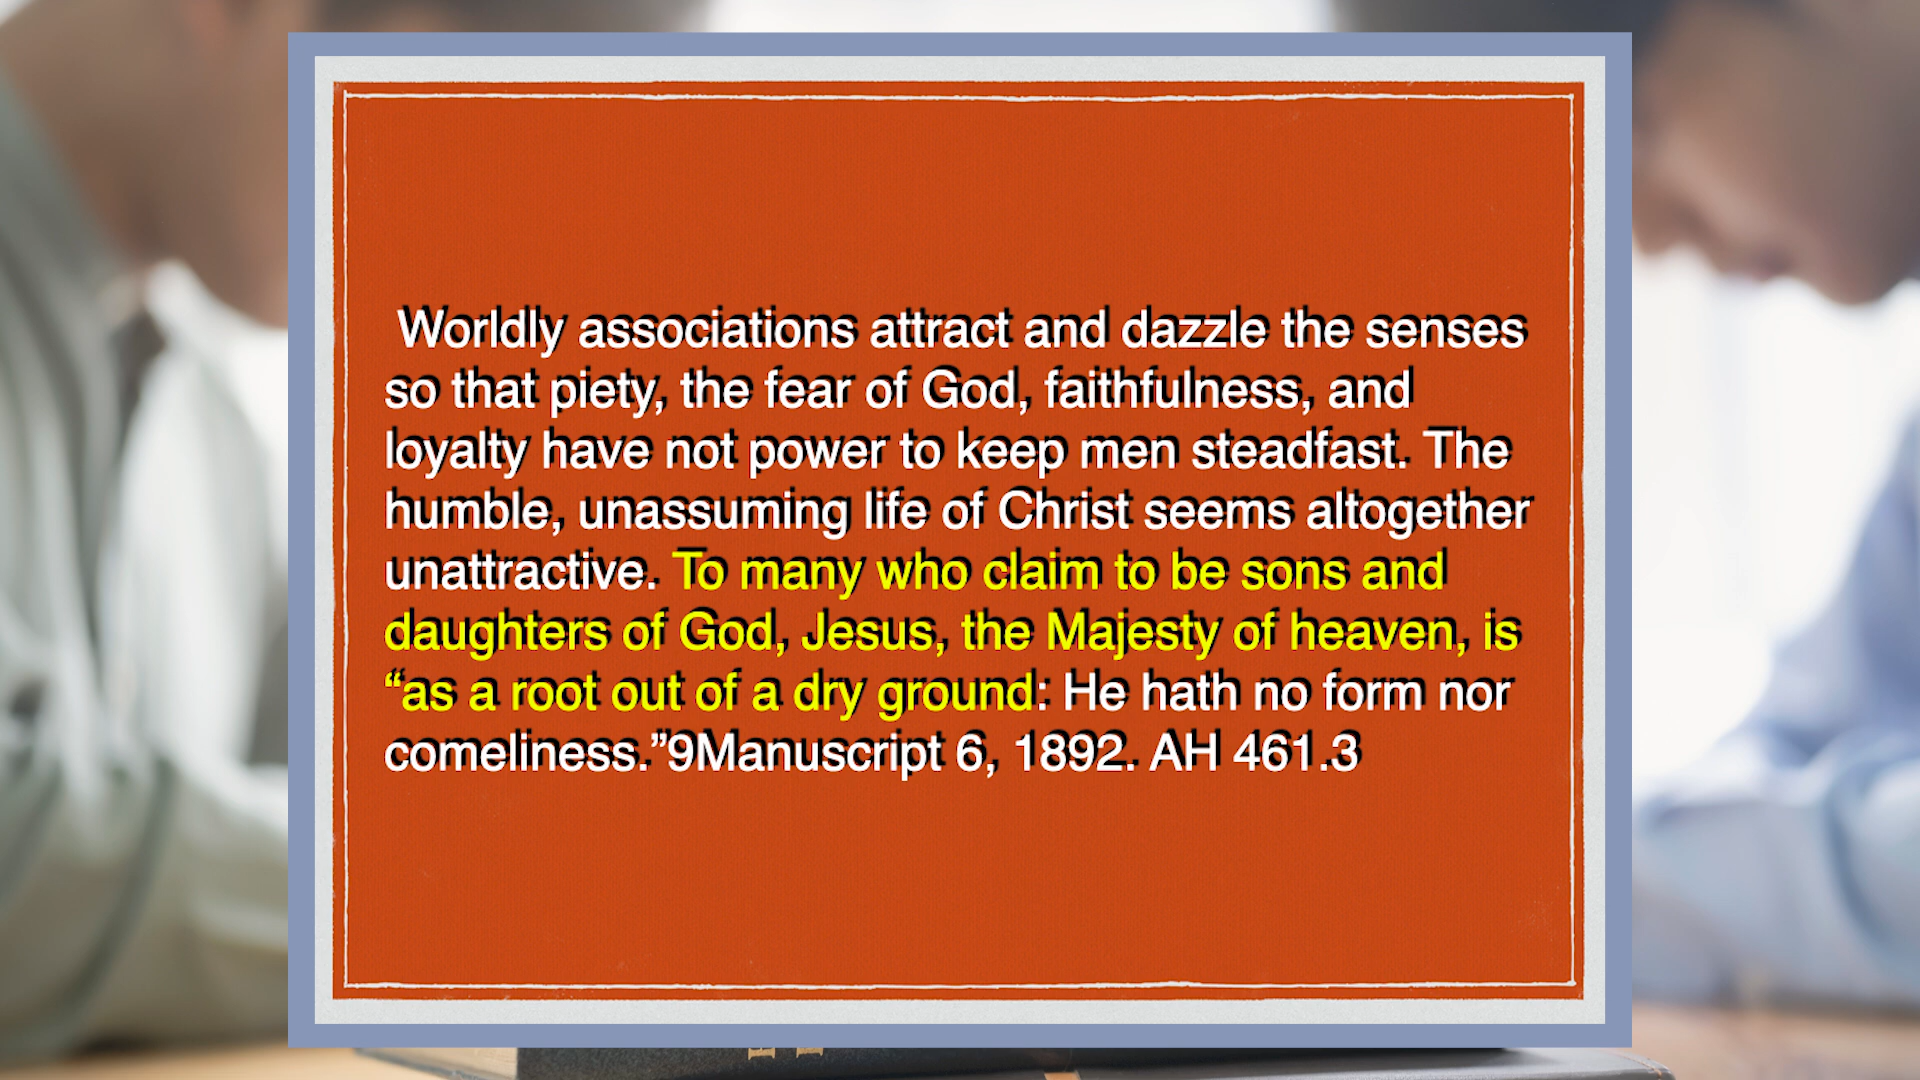 Worldly associations attract and dazzle the senses
so that piety, the fear of God, faithfulness, and
loyalty have not power to keep men steadfast. The
humble, unassuming life of Christ seems altogether
unattractive. To many who claim to be sons and
daughters of God, Jesus, the Majesty of heaven, is
“as a root out of a dry ground: He hath no form nor
comeliness.”9Manuscript 6, 1892. AH 461.3